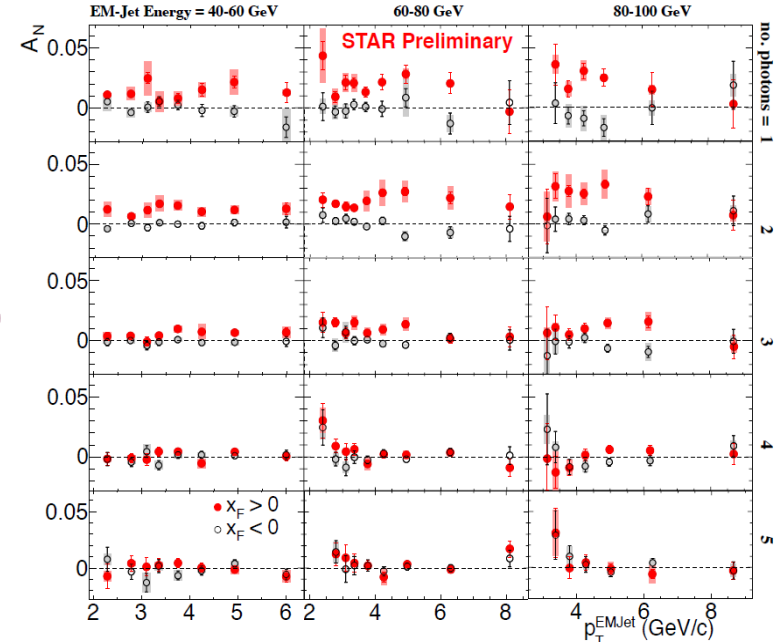 EM-Jet Energy = 40-60 GeV 60-80 GeV 80-100 GeV
A_N
STAR Preliminary
no. photons = 1
0.05
0
2
0.05
0
3
0.05
0
4
0.05
0
5
0.05
0
x_F > 0
x_F < 0
2 3 4 5 6 2 4 6 8 4 6 8
p_T^EMJet (GeV/c)